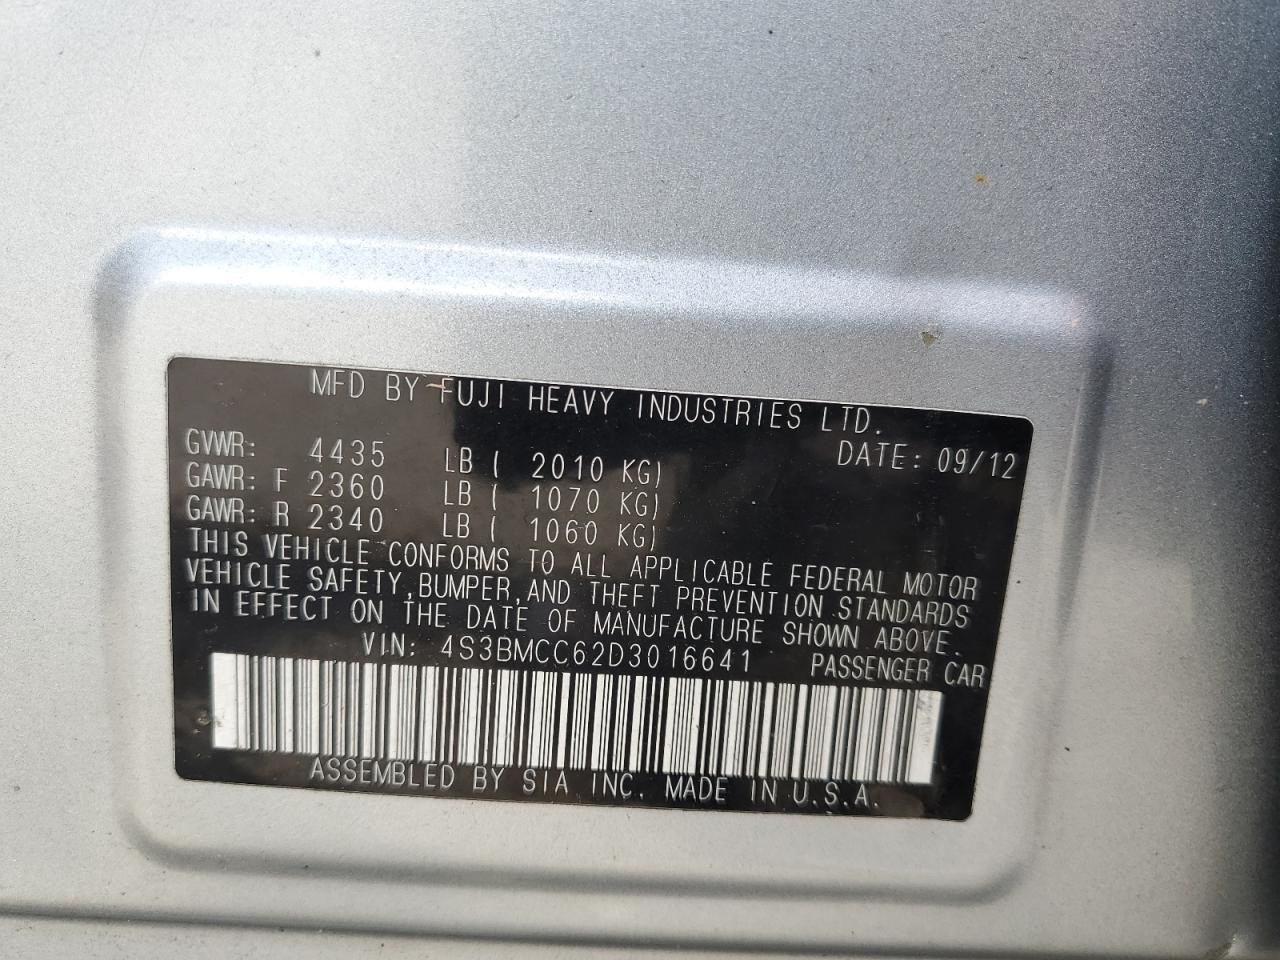 MFD BY FUJI HEAVY INDUSTRIES LTD.
DATE: 09/12
GVWR: 4435 LB ( 2010 KG)
GAWR: F 2360 LB ( 1070 KG)
GAWR: R 2340 LB ( 1060 KG)
THIS VEHICLE CONFORMS TO ALL APPLICABLE FEDERAL MOTOR
VEHICLE SAFETY,BUMPER,AND THEFT PREVENTION STANDARDS
IN EFFECT ON THE DATE OF MANUFACTURE SHOWN ABOVE.
VIN: 4S3BMCC62D3016641 PASSENGER CAR
ASSEMBLED BY SIA INC. MADE IN U.S.A.